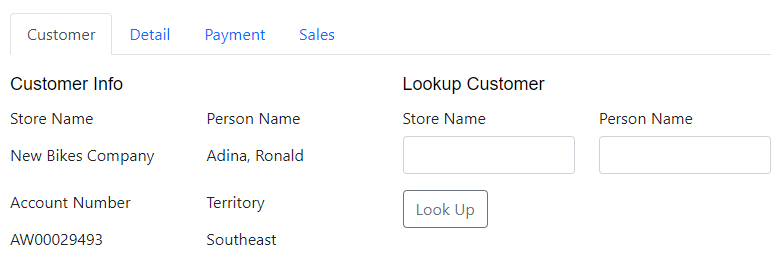 Customer Detail Payment Sales
Customer Info
Store Name Person Name
New Bikes Company Adina, Ronald
Account Number Territory
AW00029493 Southeast
Lookup Customer
Store Name Person Name
Look Up